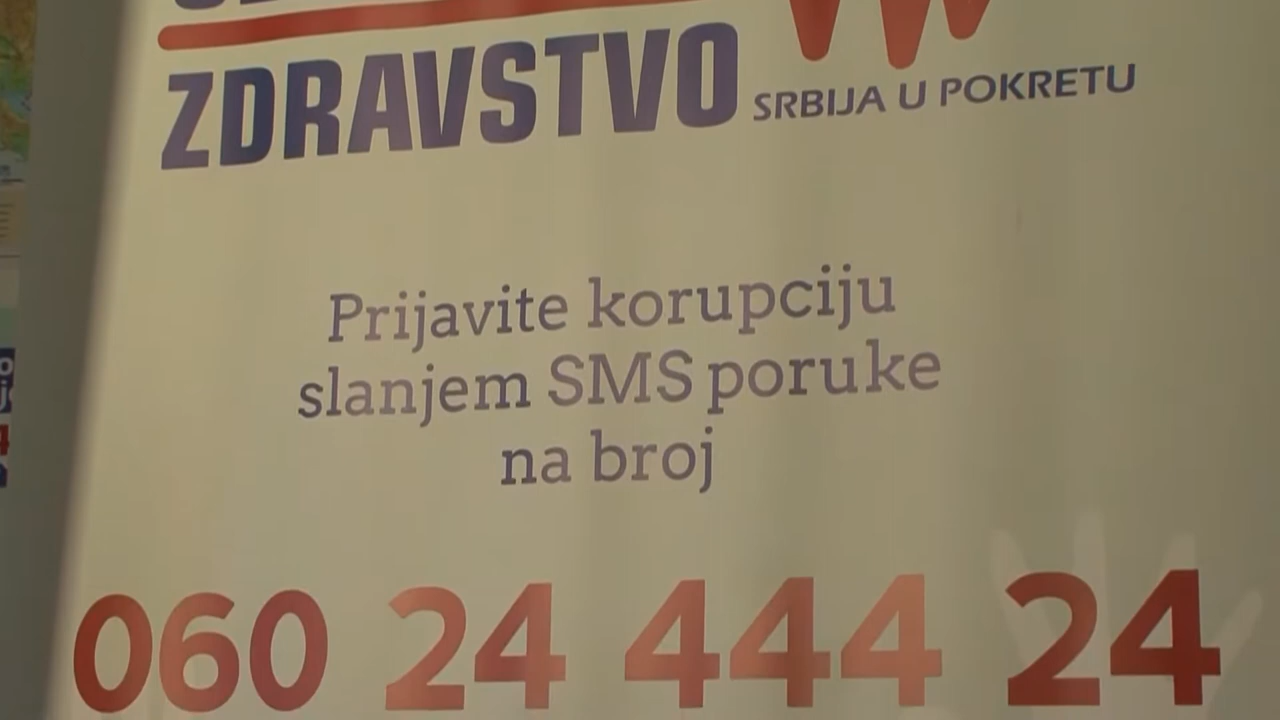 ZDRAVSTVO
SRBIJA U POKRETU
Prijavite korupciju
slanjem SMS poruke
na broj
060 24 444 24